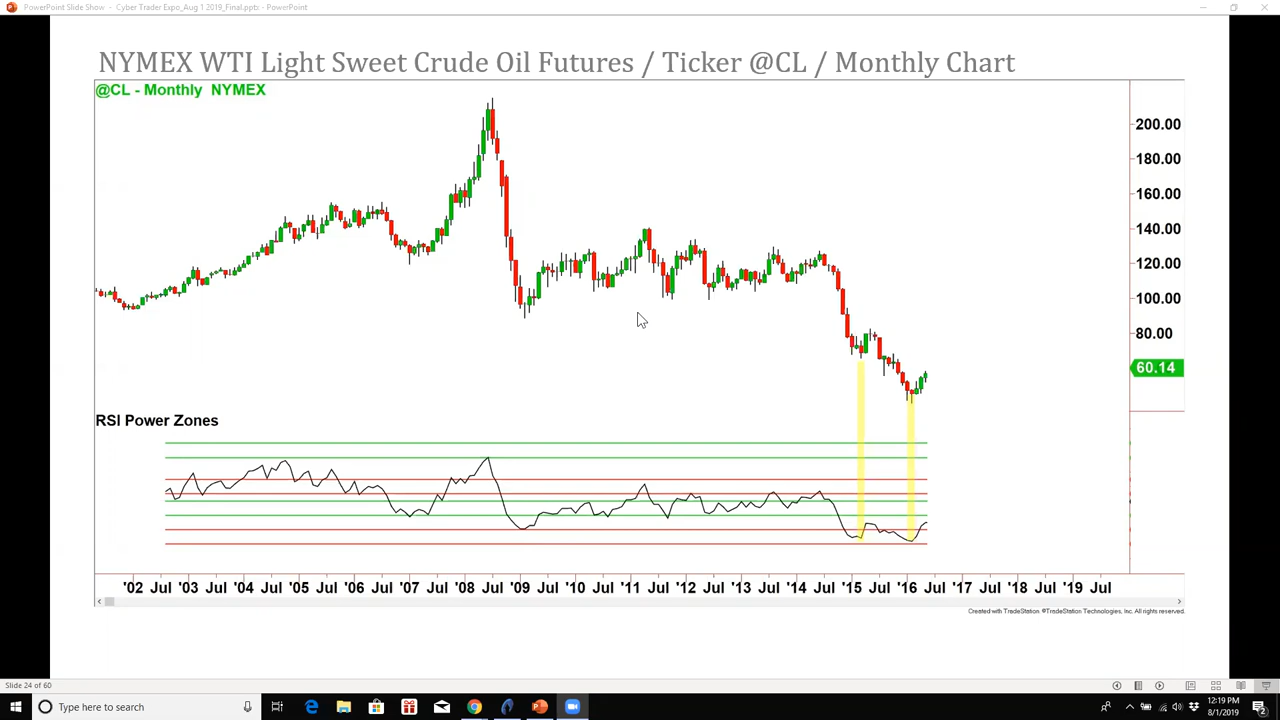 PowerPoint Slide Show - Cyber Trader Expo_Aug 1 2019_Final.pptx - PowerPoint
NYMEX WTI Light Sweet Crude Oil Futures / Ticker @CL / Monthly Chart
@CL - Monthly NYMEX
200.00
180.00
160.00
140.00
120.00
100.00
80.00
60.14
RSI Power Zones
'02 Jul '03 Jul '04 Jul '05 Jul '06 Jul '07 Jul '08 Jul '09 Jul '10 Jul '11 Jul '12 Jul '13 Jul '14 Jul '15 Jul '16 Jul '17 Jul '18 Jul '19 Jul
Created with TradeStation ©TradeStation Technologies, Inc. All rights reserved.
Slide 24 of 60
Type here to search
12:19 PM
8/1/2019
2